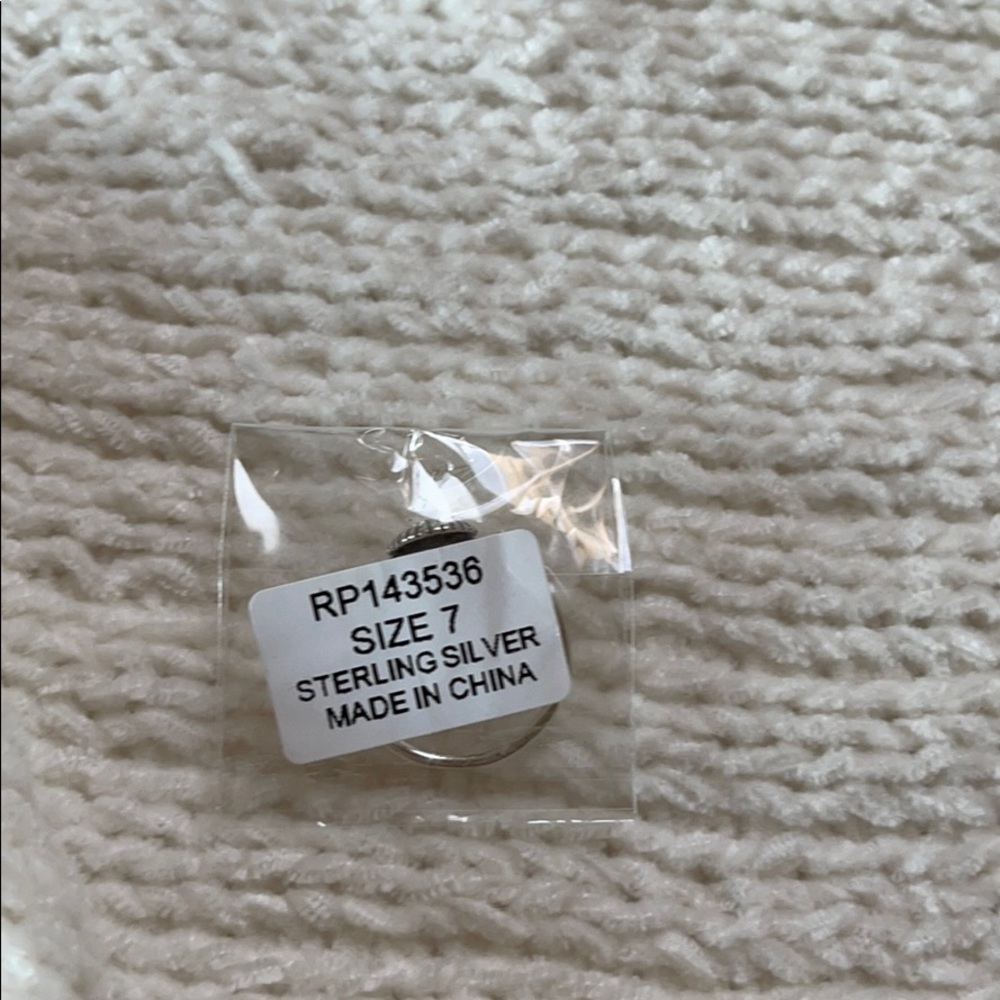 RP143536
SIZE 7
STERLING SILVER
MADE IN CHINA